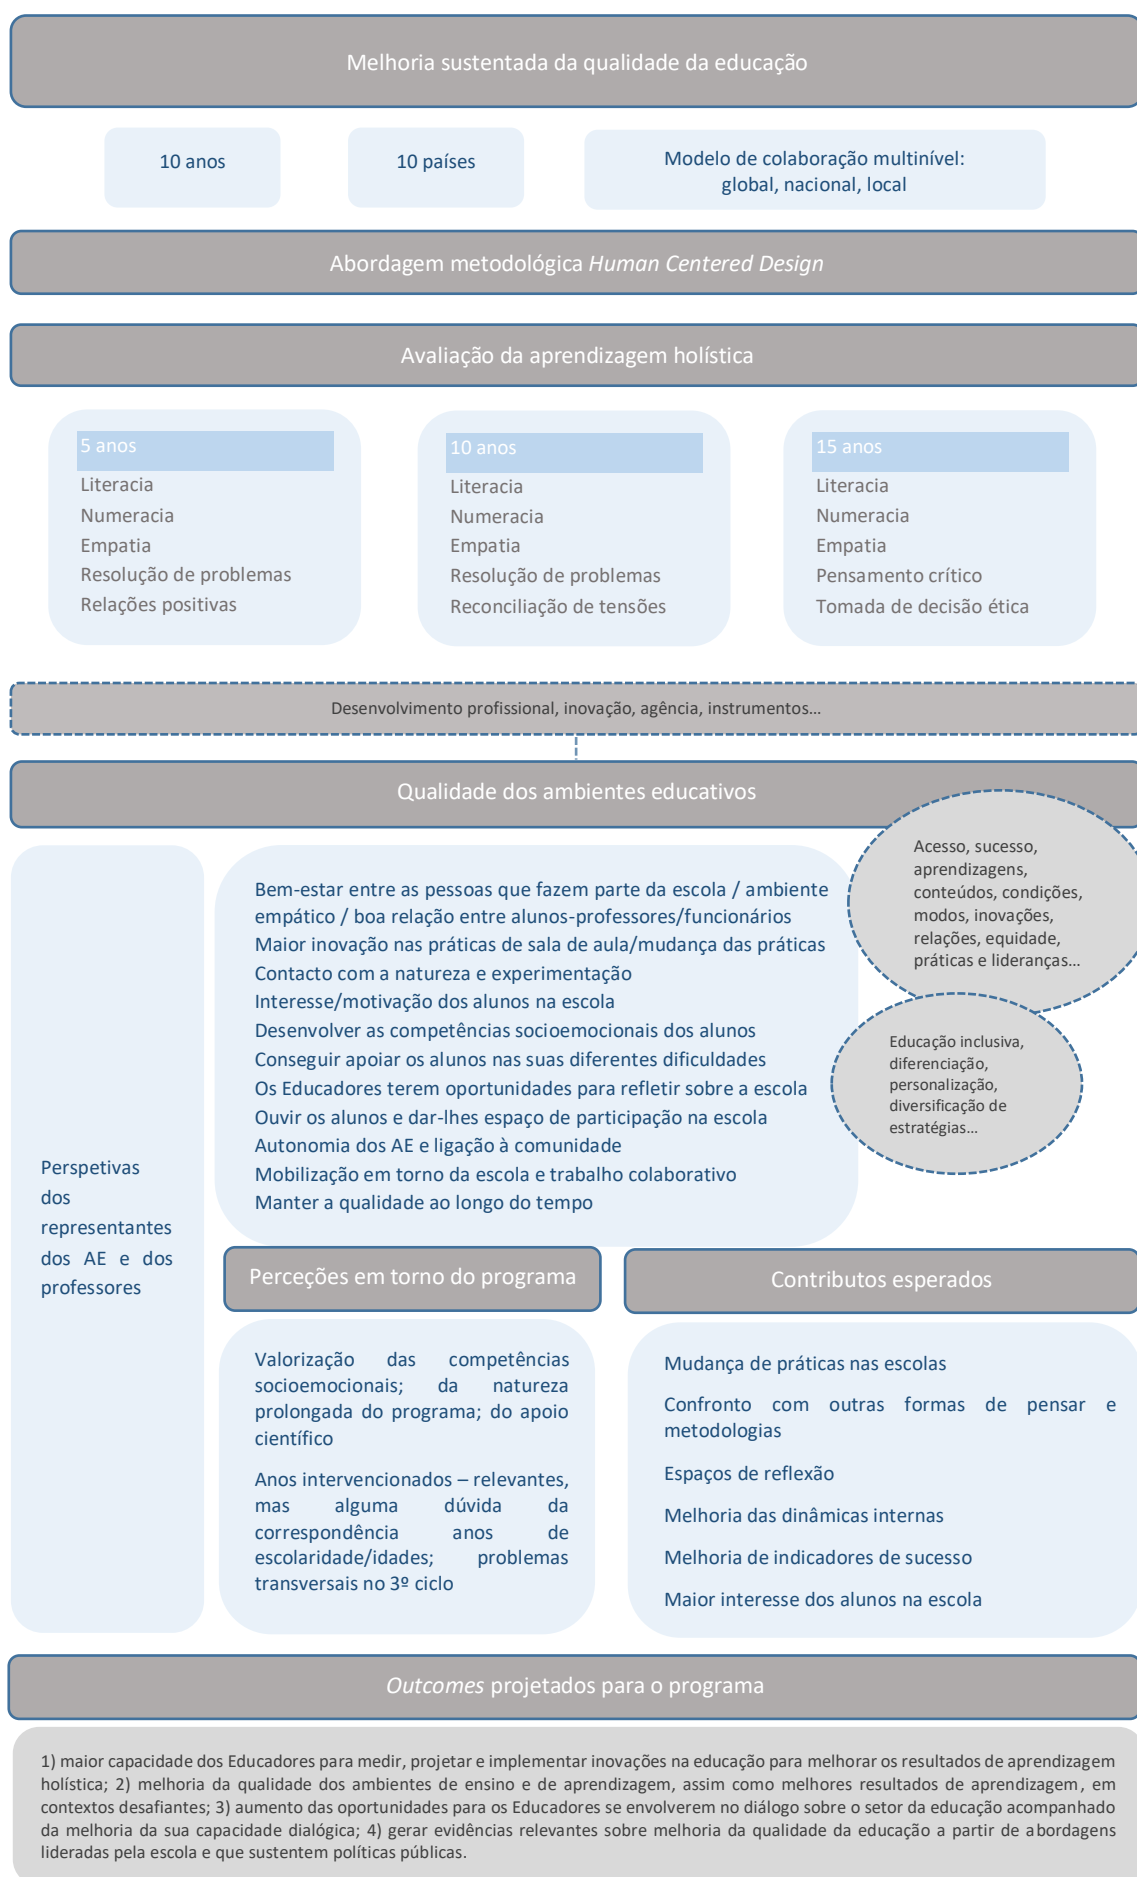 Melhoria sustentada da qualidade da educação
10 anos
10 países
Modelo de colaboração multinível:
global, nacional, local
Abordagem metodológica Human Centered Design
Avaliação da aprendizagem holística
5 anos
Literacia
Numeracia
Empatia
Resolução de problemas
Relações positivas
10 anos
Literacia
Numeracia
Empatia
Resolução de problemas
Reconciliação de tensões
15 anos
Literacia
Numeracia
Empatia
Pensamento crítico
Tomada de decisão ética
Desenvolvimento profissional, inovação, agência, instrumentos…
Qualidade dos ambientes educativos
Perspetivas
dos
representantes
dos AE e dos
professores
Bem-estar entre as pessoas que fazem parte da escola / ambiente
empático / boa relação entre alunos-professores/funcionários
Maior inovação nas práticas de sala de aula/mudança das práticas
Contacto com a natureza e experimentação
Interesse/motivação dos alunos na escola
Desenvolver as competências socioemocionais dos alunos
Conseguir apoiar os alunos nas suas diferentes dificuldades
Os Educadores terem oportunidades para refletir sobre a escola
Ouvir os alunos e dar-lhes espaço de participação na escola
Autonomia dos AE e ligação à comunidade
Mobilização em torno da escola e trabalho colaborativo
Manter a qualidade ao longo do tempo
Acesso, sucesso,
aprendizagens,
conteúdos, condições,
modos, inovações,
relações, equidade,
práticas e lideranças…
Educação inclusiva,
diferenciação,
personalização,
diversificação de
estratégias…
Perceções em torno do programa
Valorização das competências
socioemocionais; da natureza
prolongada do programa; do apoio
científico
Anos intervencionados – relevantes,
mas alguma dúvida da
correspondência anos de
escolaridade/idades; problemas
transversais no 3º ciclo
Contributos esperados
Mudança de práticas nas escolas
Confronto com outras formas de pensar e
metodologias
Espaços de reflexão
Melhoria das dinâmicas internas
Melhoria de indicadores de sucesso
Maior interesse dos alunos na escola
Outcomes projetados para o programa
1) maior capacidade dos Educadores para medir, projetar e implementar inovações na educação para melhorar os resultados de aprendizagem
holística; 2) melhoria da qualidade dos ambientes de ensino e de aprendizagem, assim como melhores resultados de aprendizagem, em
contextos desafiantes; 3) aumento das oportunidades para os Educadores se envolverem no diálogo sobre o setor da educação acompanhado
da melhoria da sua capacidade dialógica; 4) gerar evidências relevantes sobre melhoria da qualidade da educação a partir de abordagens
lideradas pela escola e que sustentem políticas públicas.